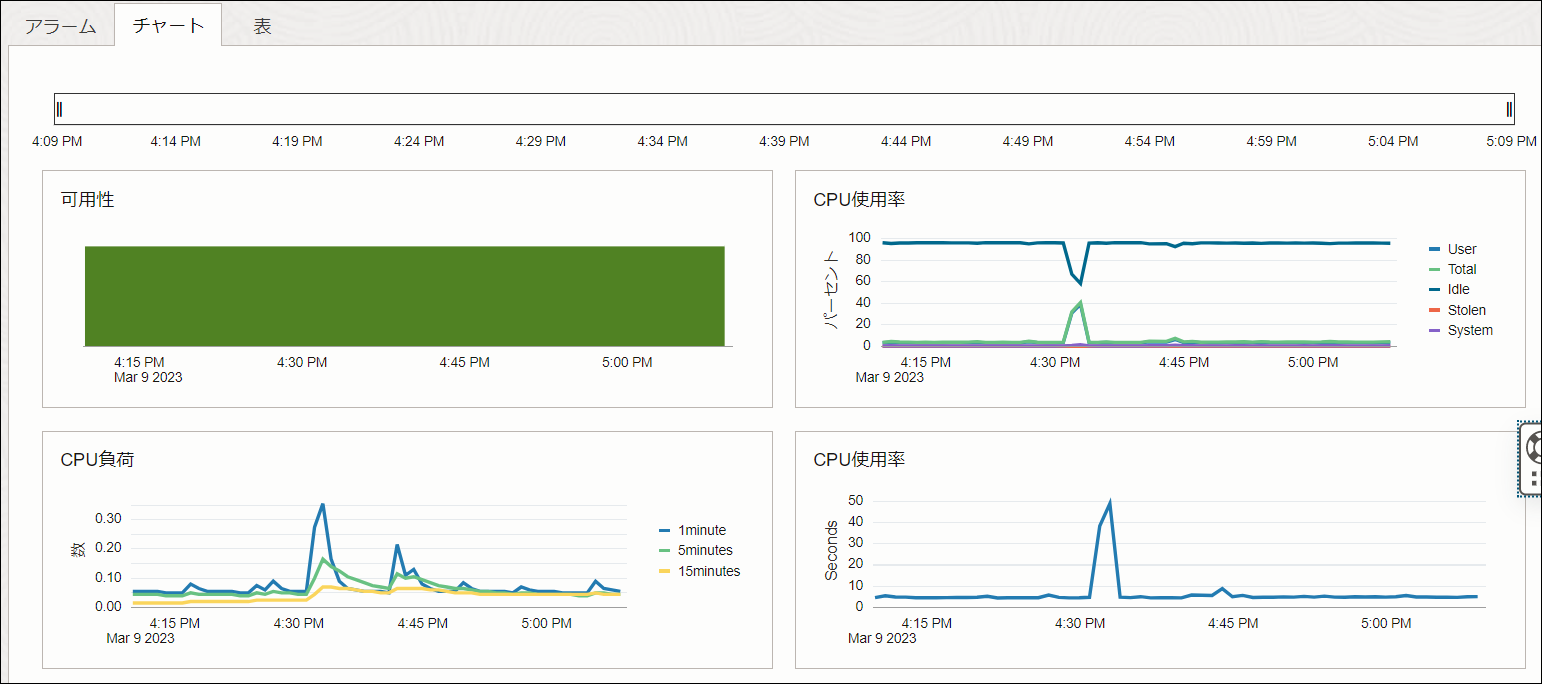 アラーム チャート 表
4:09 PM 4:14 PM 4:19 PM 4:24 PM 4:29 PM 4:34 PM 4:39 PM 4:44 PM 4:49 PM 4:54 PM 4:59 PM 5:04 PM 5:09 PM
可用性
4:15 PM 4:30 PM 4:45 PM 5:00 PM
Mar 9 2023
CPU使用率
パーセント
100
80
60
40
20
0
4:15 PM 4:30 PM 4:45 PM 5:00 PM
Mar 9 2023
User
Total
Idle
Stolen
System
CPU負荷
数
0.30
0.20
0.10
0.00
4:15 PM 4:30 PM 4:45 PM 5:00 PM
Mar 9 2023
1minute
5minutes
15minutes
CPU使用率
Seconds
50
40
30
20
10
0
4:15 PM 4:30 PM 4:45 PM 5:00 PM
Mar 9 2023